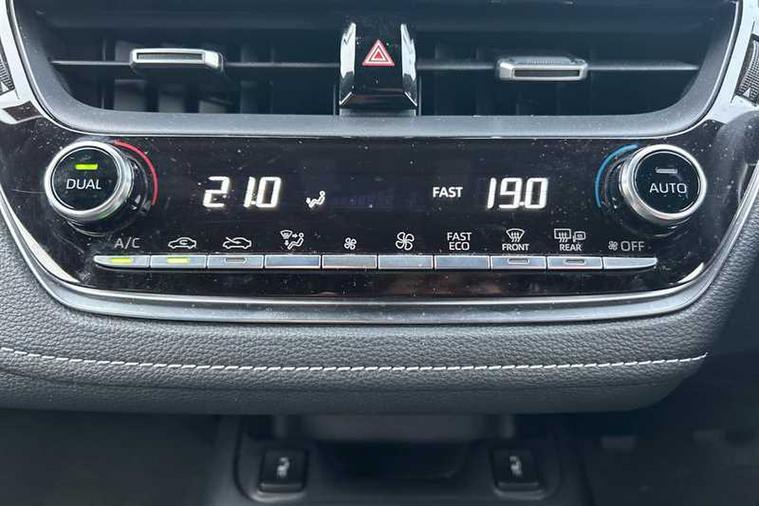 DUAL
21.0
FAST
19.0
AUTO
A/C
FAST
ECO
FRONT
REAR
OFF